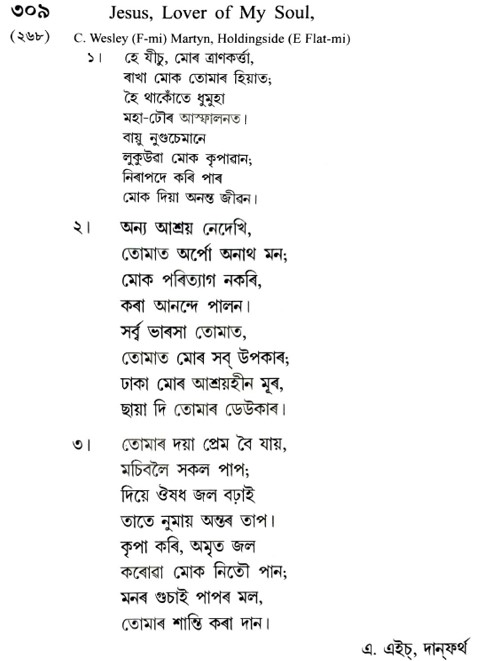 ৩০৯ Jesus, Lover of My Soul,
(২৬৮) C. Wesley (F-mi) Martyn, Holdingside (E Flat-mi)
১। হে যীচু, মোৰ ত্ৰাণকৰ্ত্তা,
ৰাখা মোক তোমাৰ হিয়াত;
হৈ থাকোঁতে ধুমুহা
মহা-ঢৌৰ আস্ফালনত।
বায়ু নুগুচেমানে
লুকুউৱা মোক কৃপাৱান;
নিৰাপদে কৰি পাৰ
মোক দিয়া অনন্ত জীৱন।
২। অন্য আশ্ৰয় নেদেখি,
তোমাত অৰ্পো অনাথ মন;
মোক পৰিত্যাগ নকৰি,
কৰা আনন্দে পালন।
সৰ্ব্ব ভাৰসা তোমাত,
তোমাত মোৰ সব্ উপকাৰ;
ঢাকা মোৰ আশ্ৰয়হীন মূৰ,
ছায়া দি তোমাৰ ডেউকাৰ।
৩। তোমাৰ দয়া প্ৰেম বৈ যায়,
মচিবলৈ সকল পাপ;
দিয়ে ঔষধ জল বঢ়াই
তাতে নুমায় অন্তৰ তাপ।
কৃপা কৰি, অমৃত জল
কৰোৱা মোক নিতৌ পান;
মনৰ গুচাই পাপৰ মল,
তোমাৰ শান্তি কৰা দান।
এ. এইচ্, দান্‌ফৰ্থ